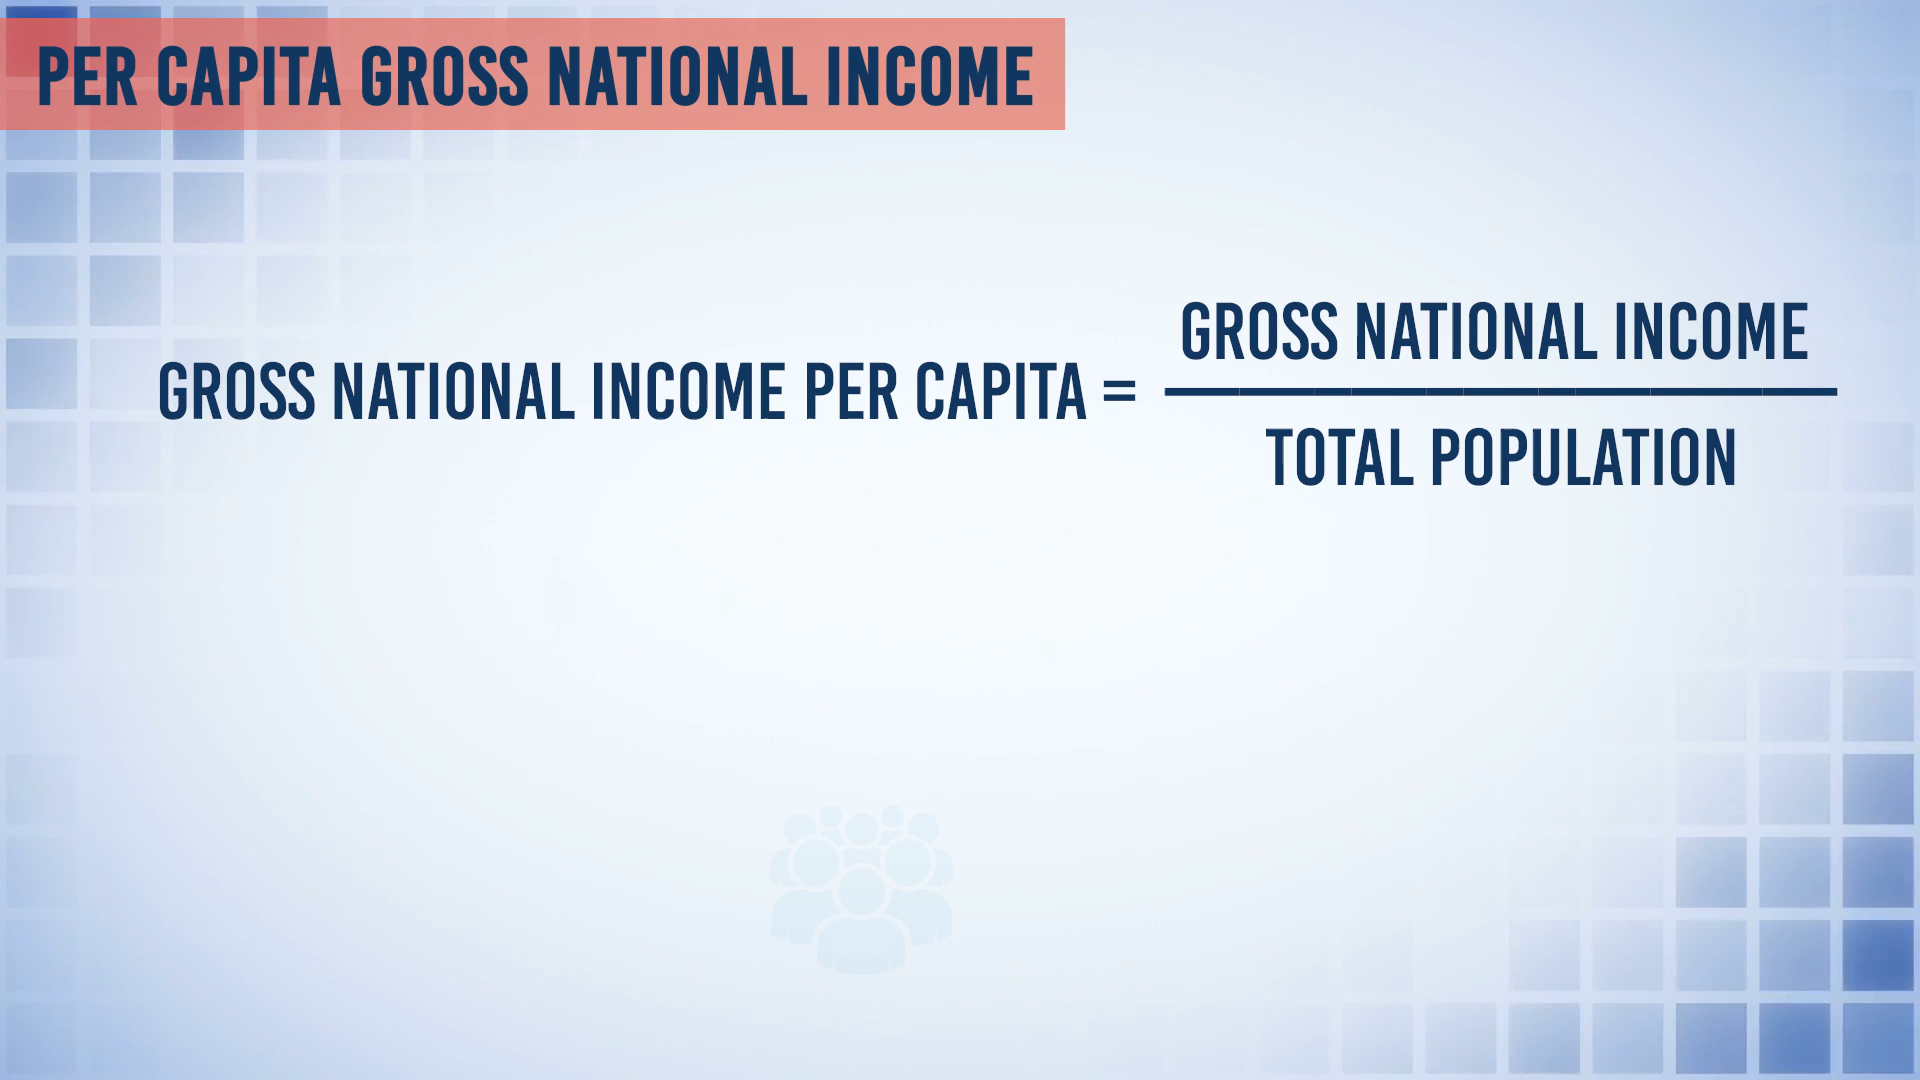 PER CAPITA GROSS NATIONAL INCOME
GROSS NATIONAL INCOME PER CAPITA = GROSS NATIONAL INCOME
TOTAL POPULATION